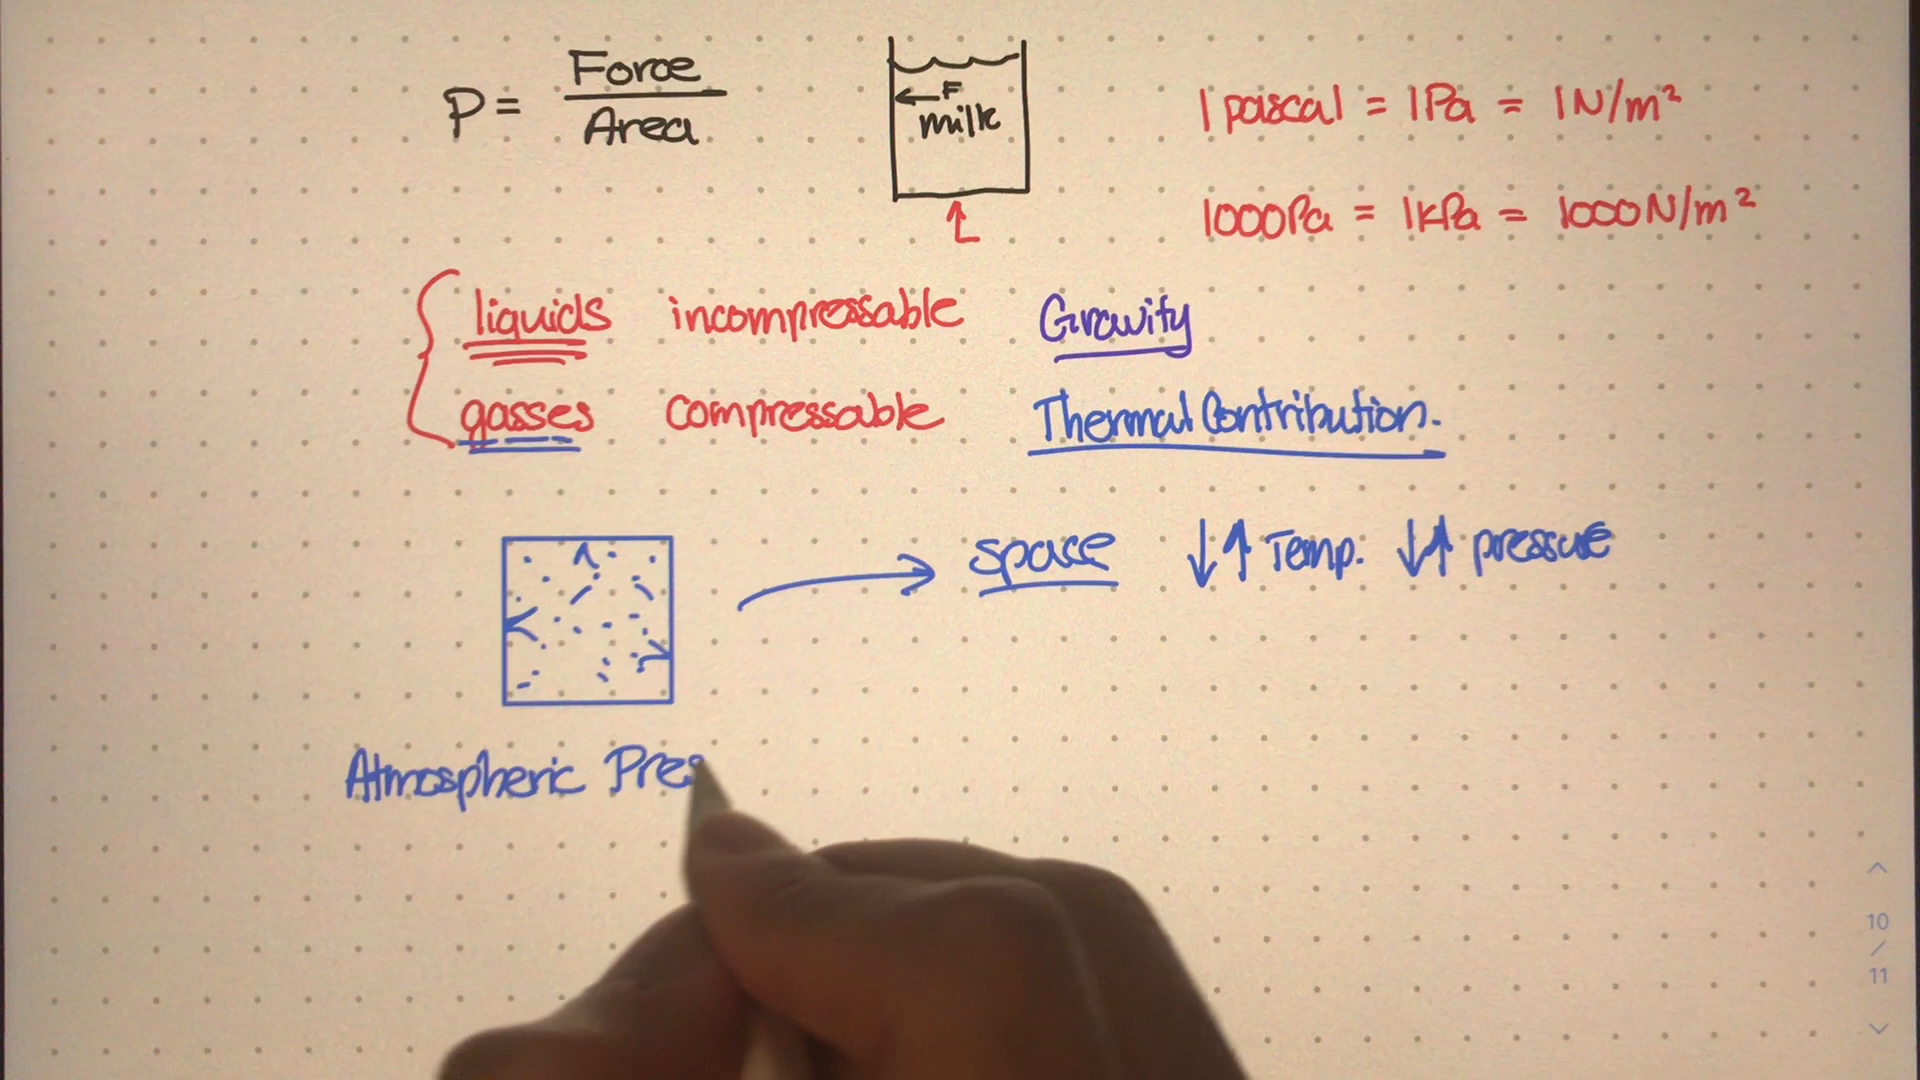 P = Force / Area
F
milk
1 pascal = 1Pa = 1N/m²
1000Pa = 1kPa = 1000N/m²
liquids incompressable Gravity
gasses compressable Thermal Contribution.
space ↓↑ Temp. ↓↑ pressure
Atmospheric Pres
10
/
11